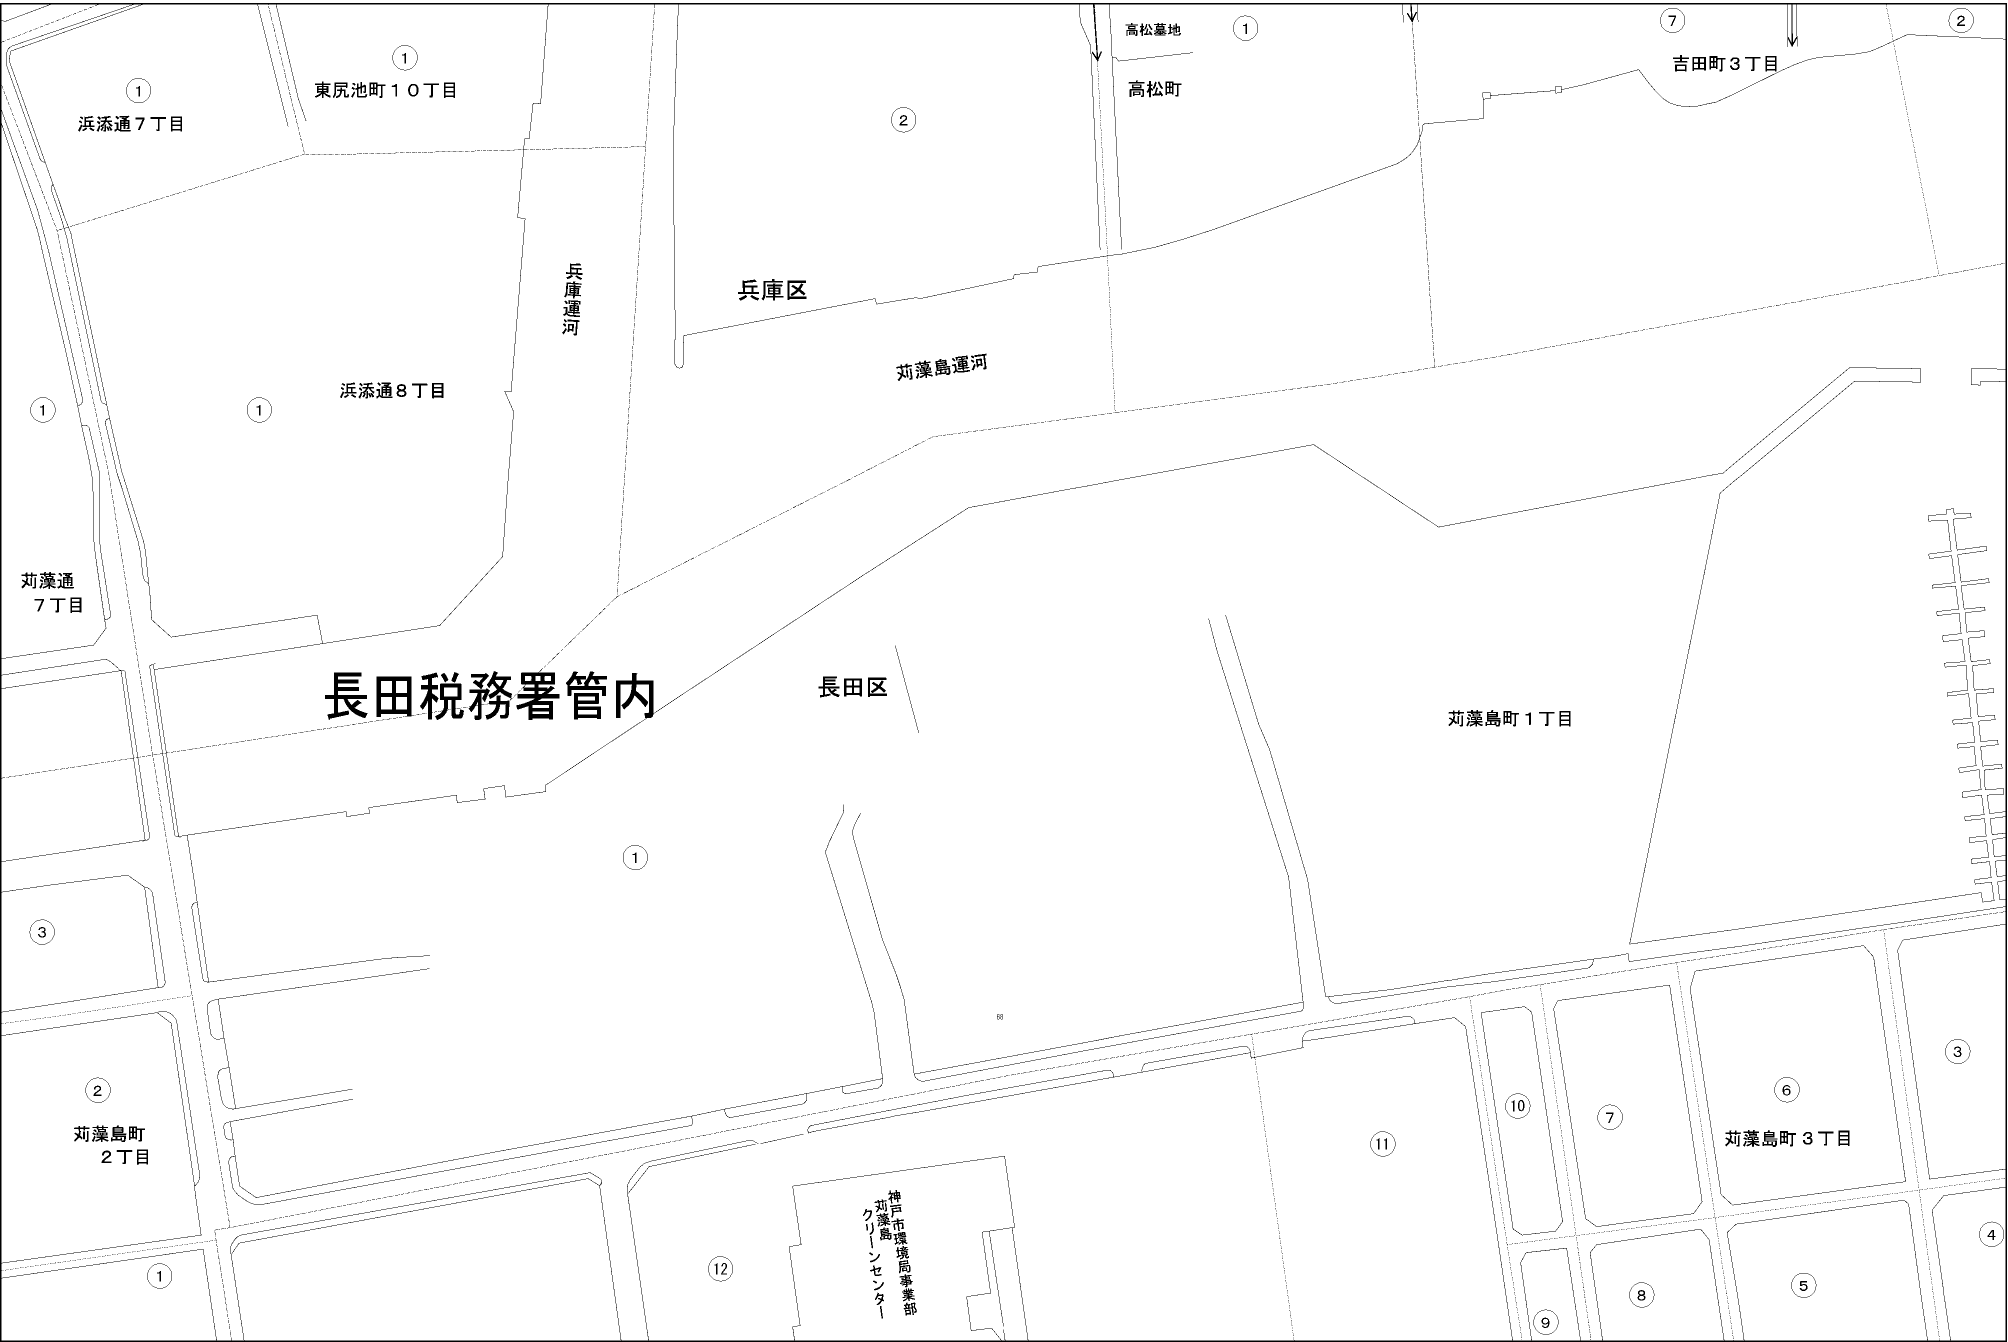 高松墓地
①
⑦
②
①
東尻池町１０丁目
①
浜添通７丁目
吉田町３丁目
高松町
②
兵庫運河
兵庫区
苅藻島運河
浜添通８丁目
①
①
苅藻通
７丁目
長田税務署管内
長田区
苅藻島町１丁目
①
③
68
②
苅藻島町
２丁目
①
⑫
神戸市環境局事業部
苅藻島
クリーンセンター
⑪
⑩
⑦
⑥
苅藻島町３丁目
③
④
⑤
⑧
⑨